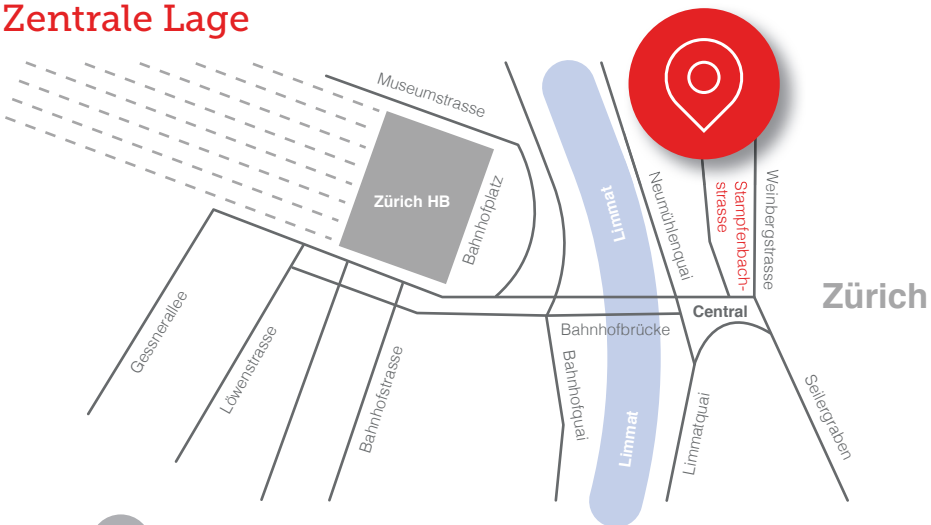 Zentrale Lage
Museumstrasse
Zürich HB
Bahnhofplatz
Limmat
Neumühlenquai
Stampfenbach-
strasse
Weinbergstrasse
Zürich
Central
Bahnhofbrücke
Gessnerallee
Löwenstrasse
Bahnhofstrasse
Bahnhofquai
Limmat
Limmatquai
Seilergraben